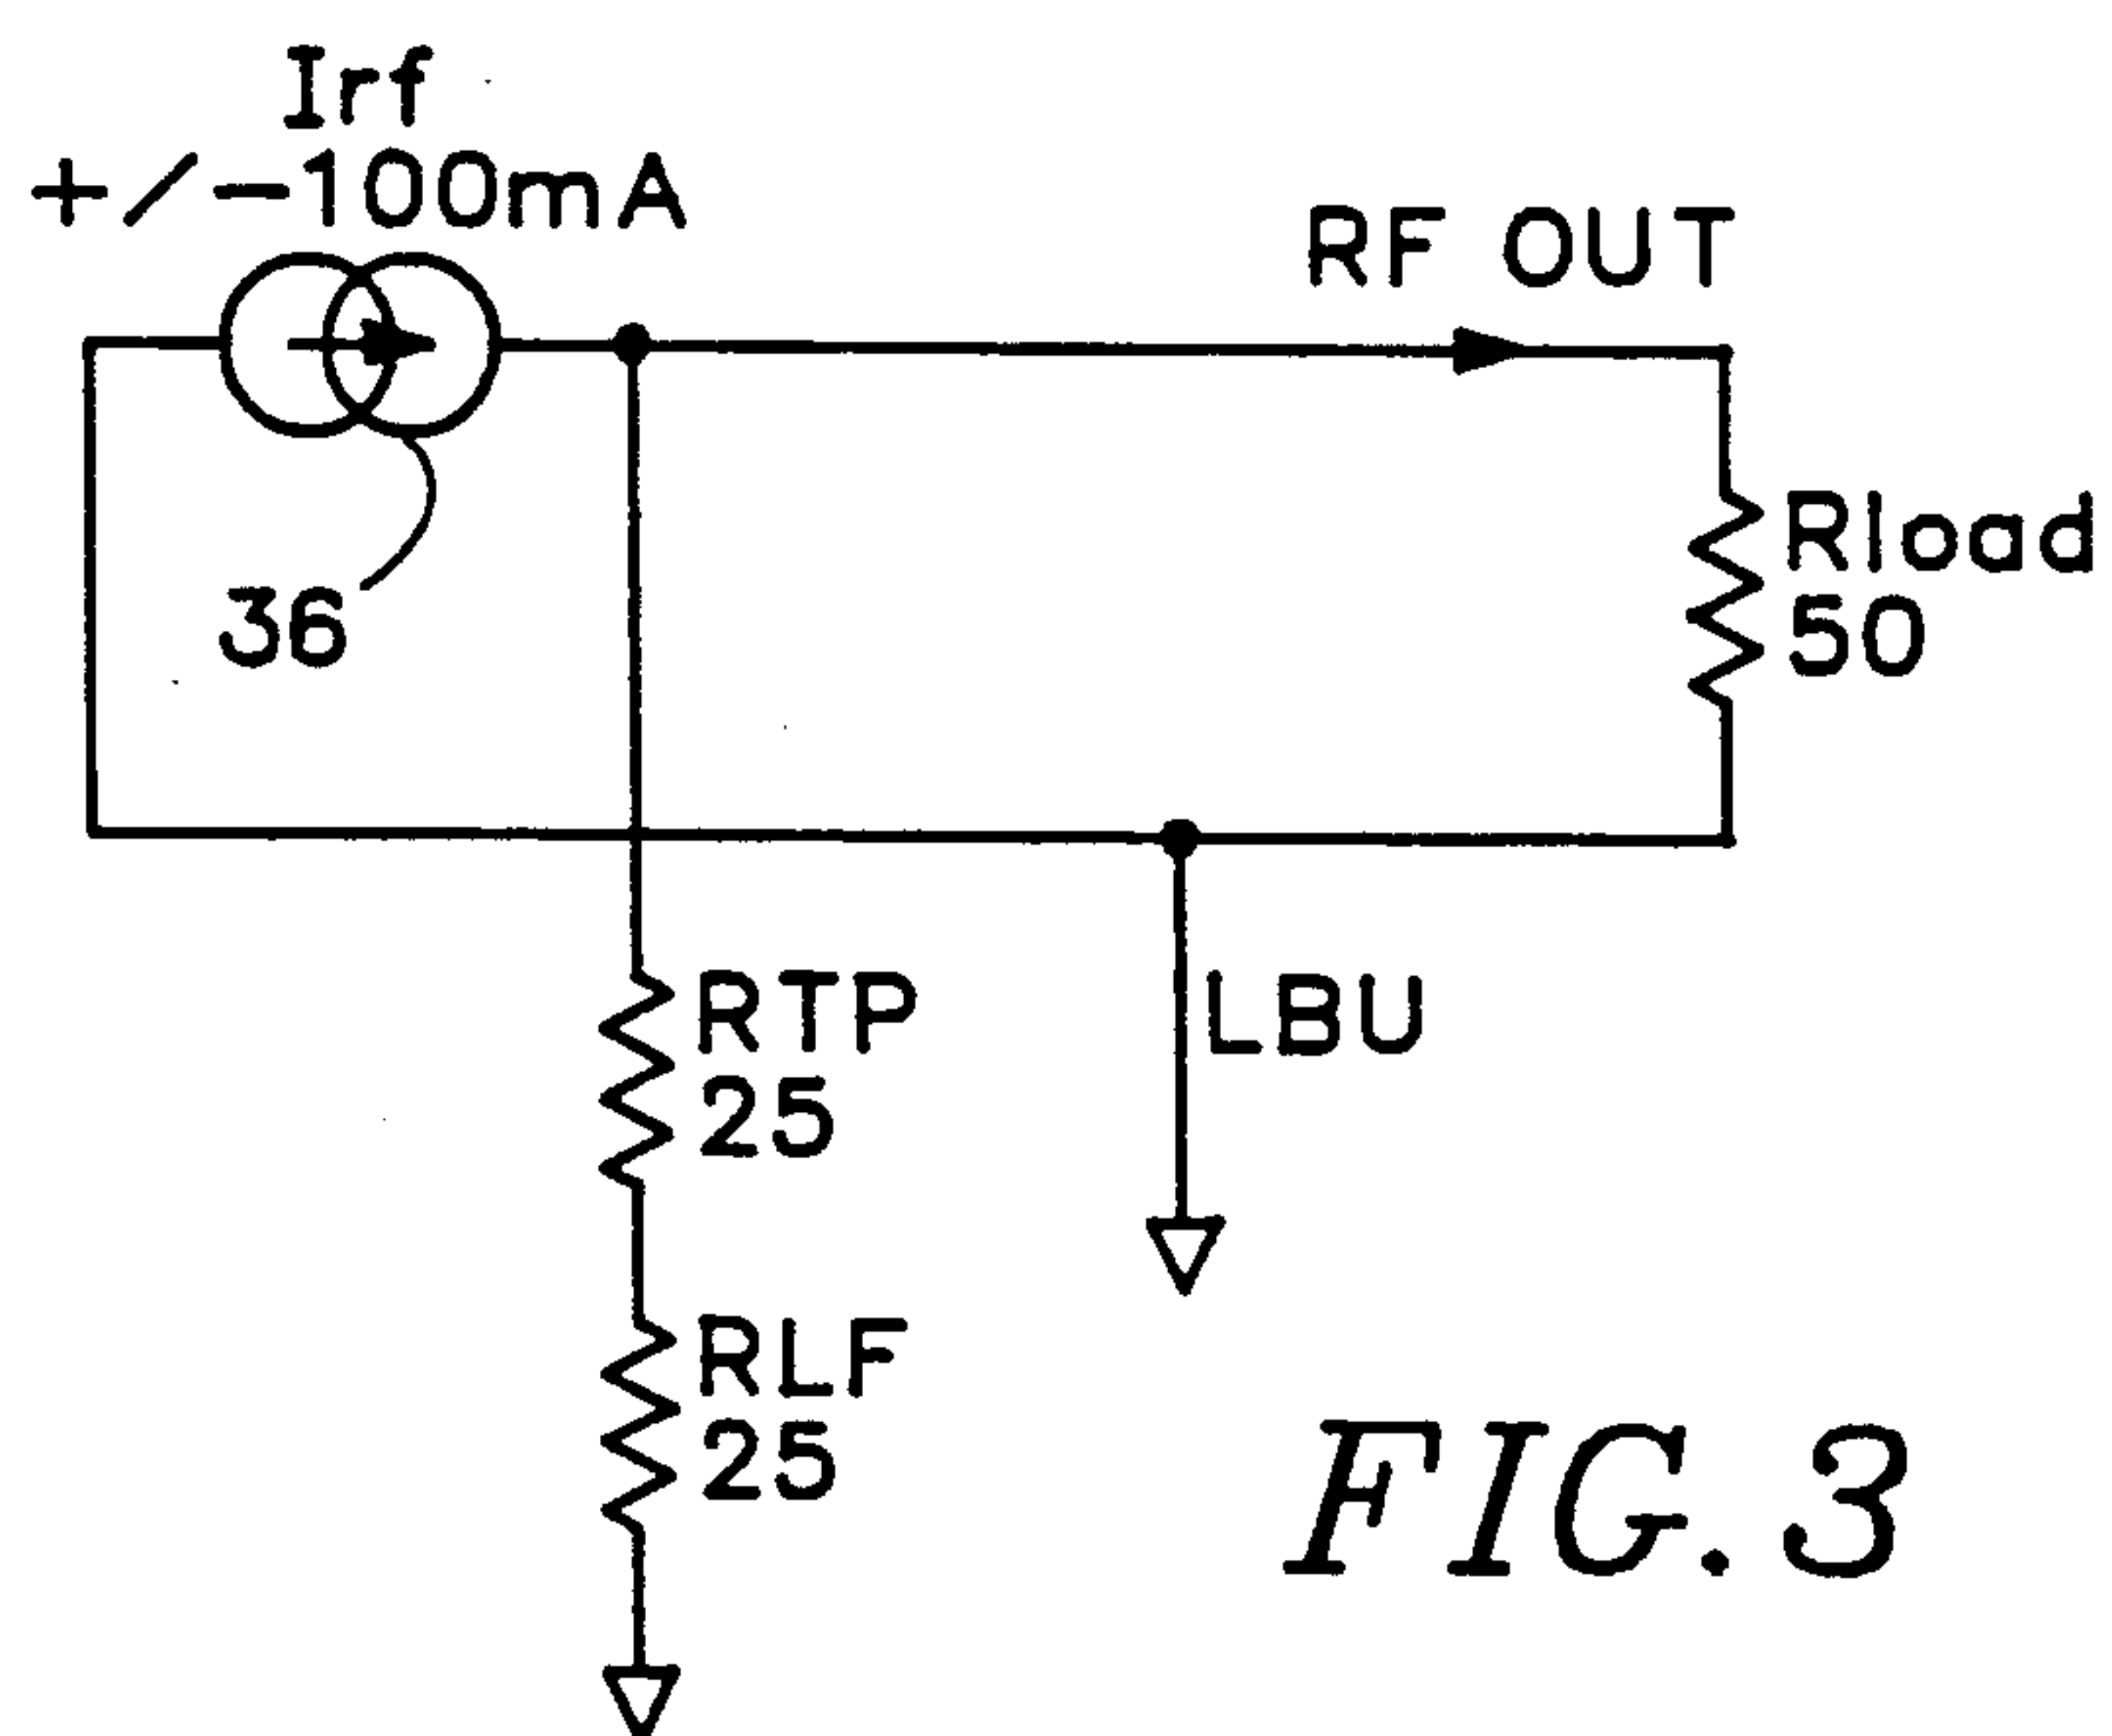 Irf
+/-100mA
RF OUT
36
Rload
50
RTP
25
LBU
RLF
25
FIG.3